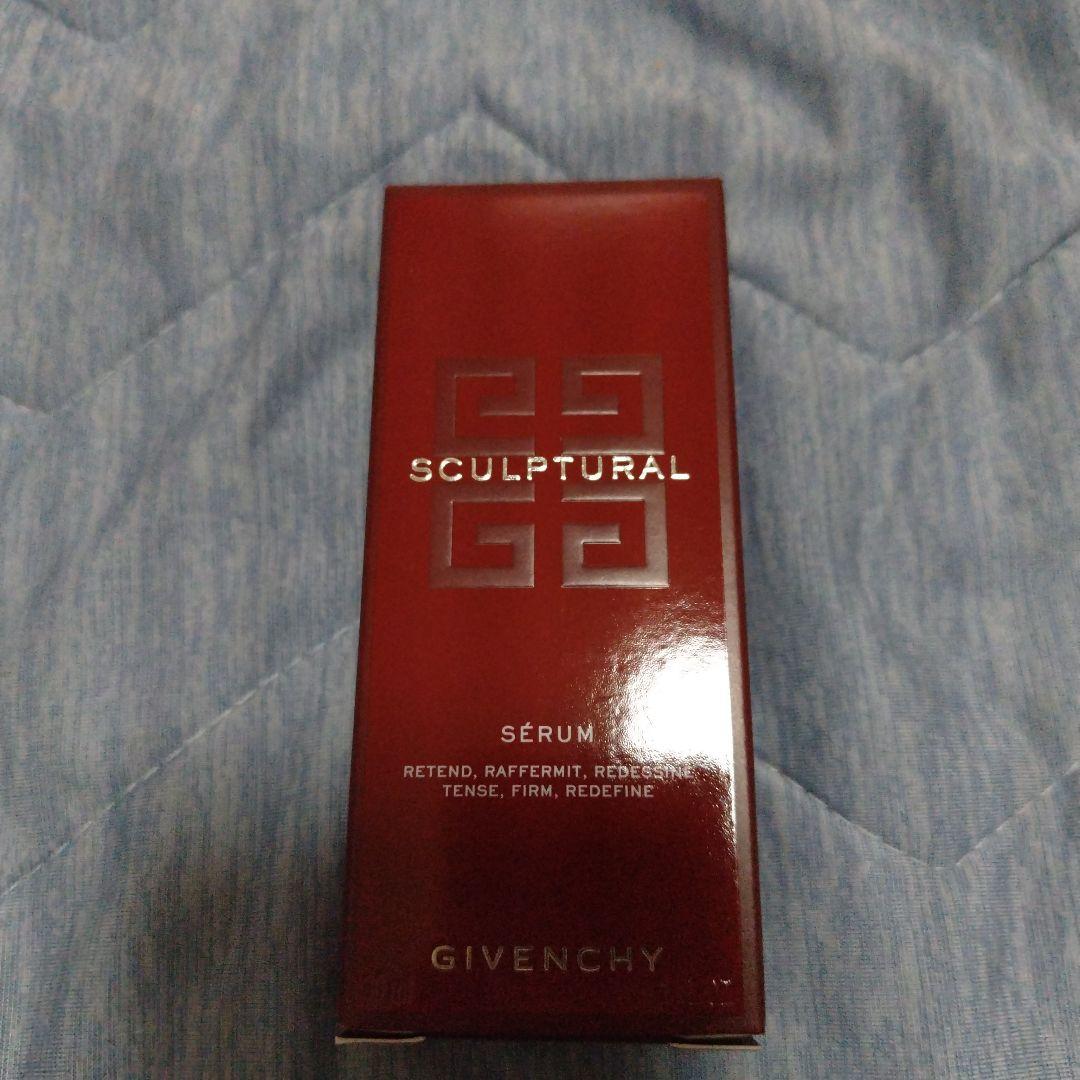 SCULPTURAL
SÉRUM
RETEND, RAFFERMIT, REDESSINE
TENSE, FIRM, REDEFINE
GIVENCHY